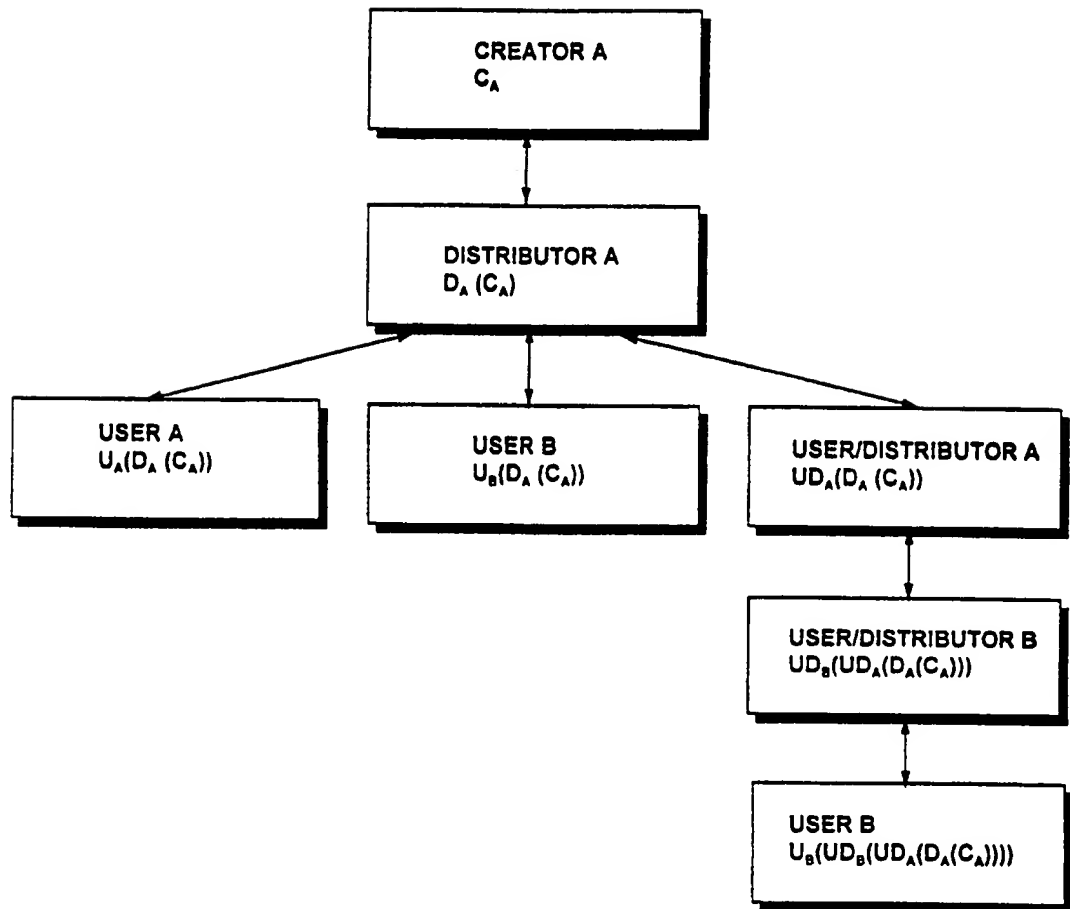 CREATOR A
C_A
DISTRIBUTOR A
D_A (C_A)
USER A
U_A(D_A (C_A))
USER B
U_B(D_A (C_A))
USER/DISTRIBUTOR A
UD_A(D_A (C_A))
USER/DISTRIBUTOR B
UD_B(UD_A(D_A(C_A)))
USER B
U_B(UD_B(UD_A(D_A(C_A))))